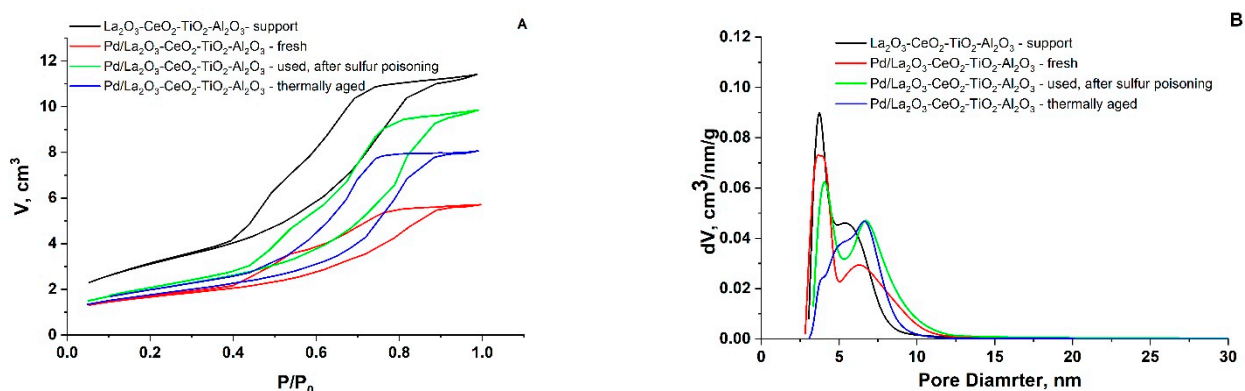 A
La₂O₃-CeO₂-TiO₂-Al₂O₃- support
Pd/La₂O₃-CeO₂-TiO₂-Al₂O₃ - fresh
Pd/La₂O₃-CeO₂-TiO₂-Al₂O₃ - used, after sulfur poisoning
Pd/La₂O₃-CeO₂-TiO₂-Al₂O₃ - thermally aged
V, cm³
12
10
8
6
4
2
0
0.0 0.2 0.4 0.6 0.8 1.0
P/P₀
B
La₂O₃-CeO₂-TiO₂-Al₂O₃ - support
Pd/La₂O₃-CeO₂-TiO₂-Al₂O₃ - fresh
Pd/La₂O₃-CeO₂-TiO₂-Al₂O₃ - used, after sulfur poisoning
Pd/La₂O₃-CeO₂-TiO₂-Al₂O₃ - thermally aged
dV, cm³/nm/g
0.12
0.10
0.08
0.06
0.04
0.02
0.00
0 5 10 15 20 25 30
Pore Diamrter, nm